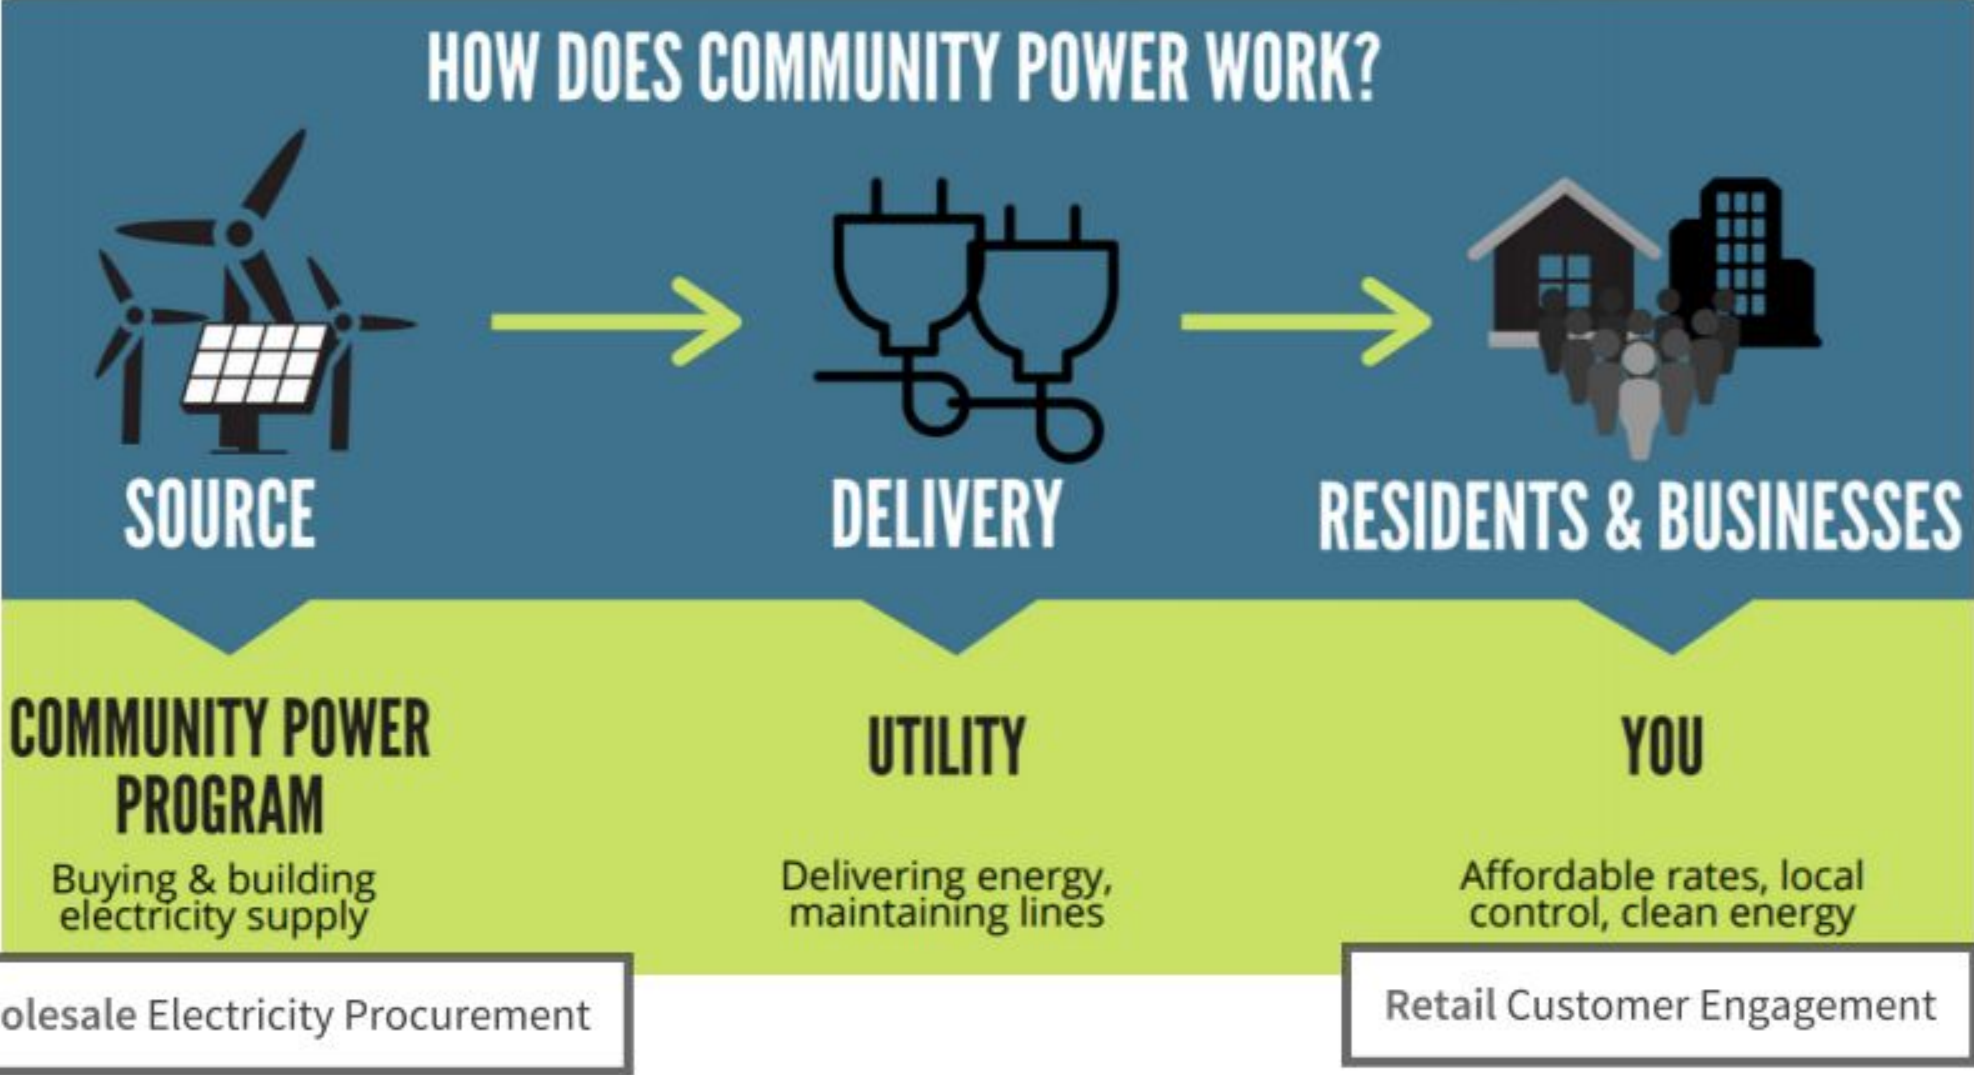 HOW DOES COMMUNITY POWER WORK?
SOURCE
DELIVERY
RESIDENTS & BUSINESSES
COMMUNITY POWER
PROGRAM
Buying & building
electricity supply
UTILITY
Delivering energy,
maintaining lines
YOU
Affordable rates, local
control, clean energy
olesale Electricity Procurement
Retail Customer Engagement